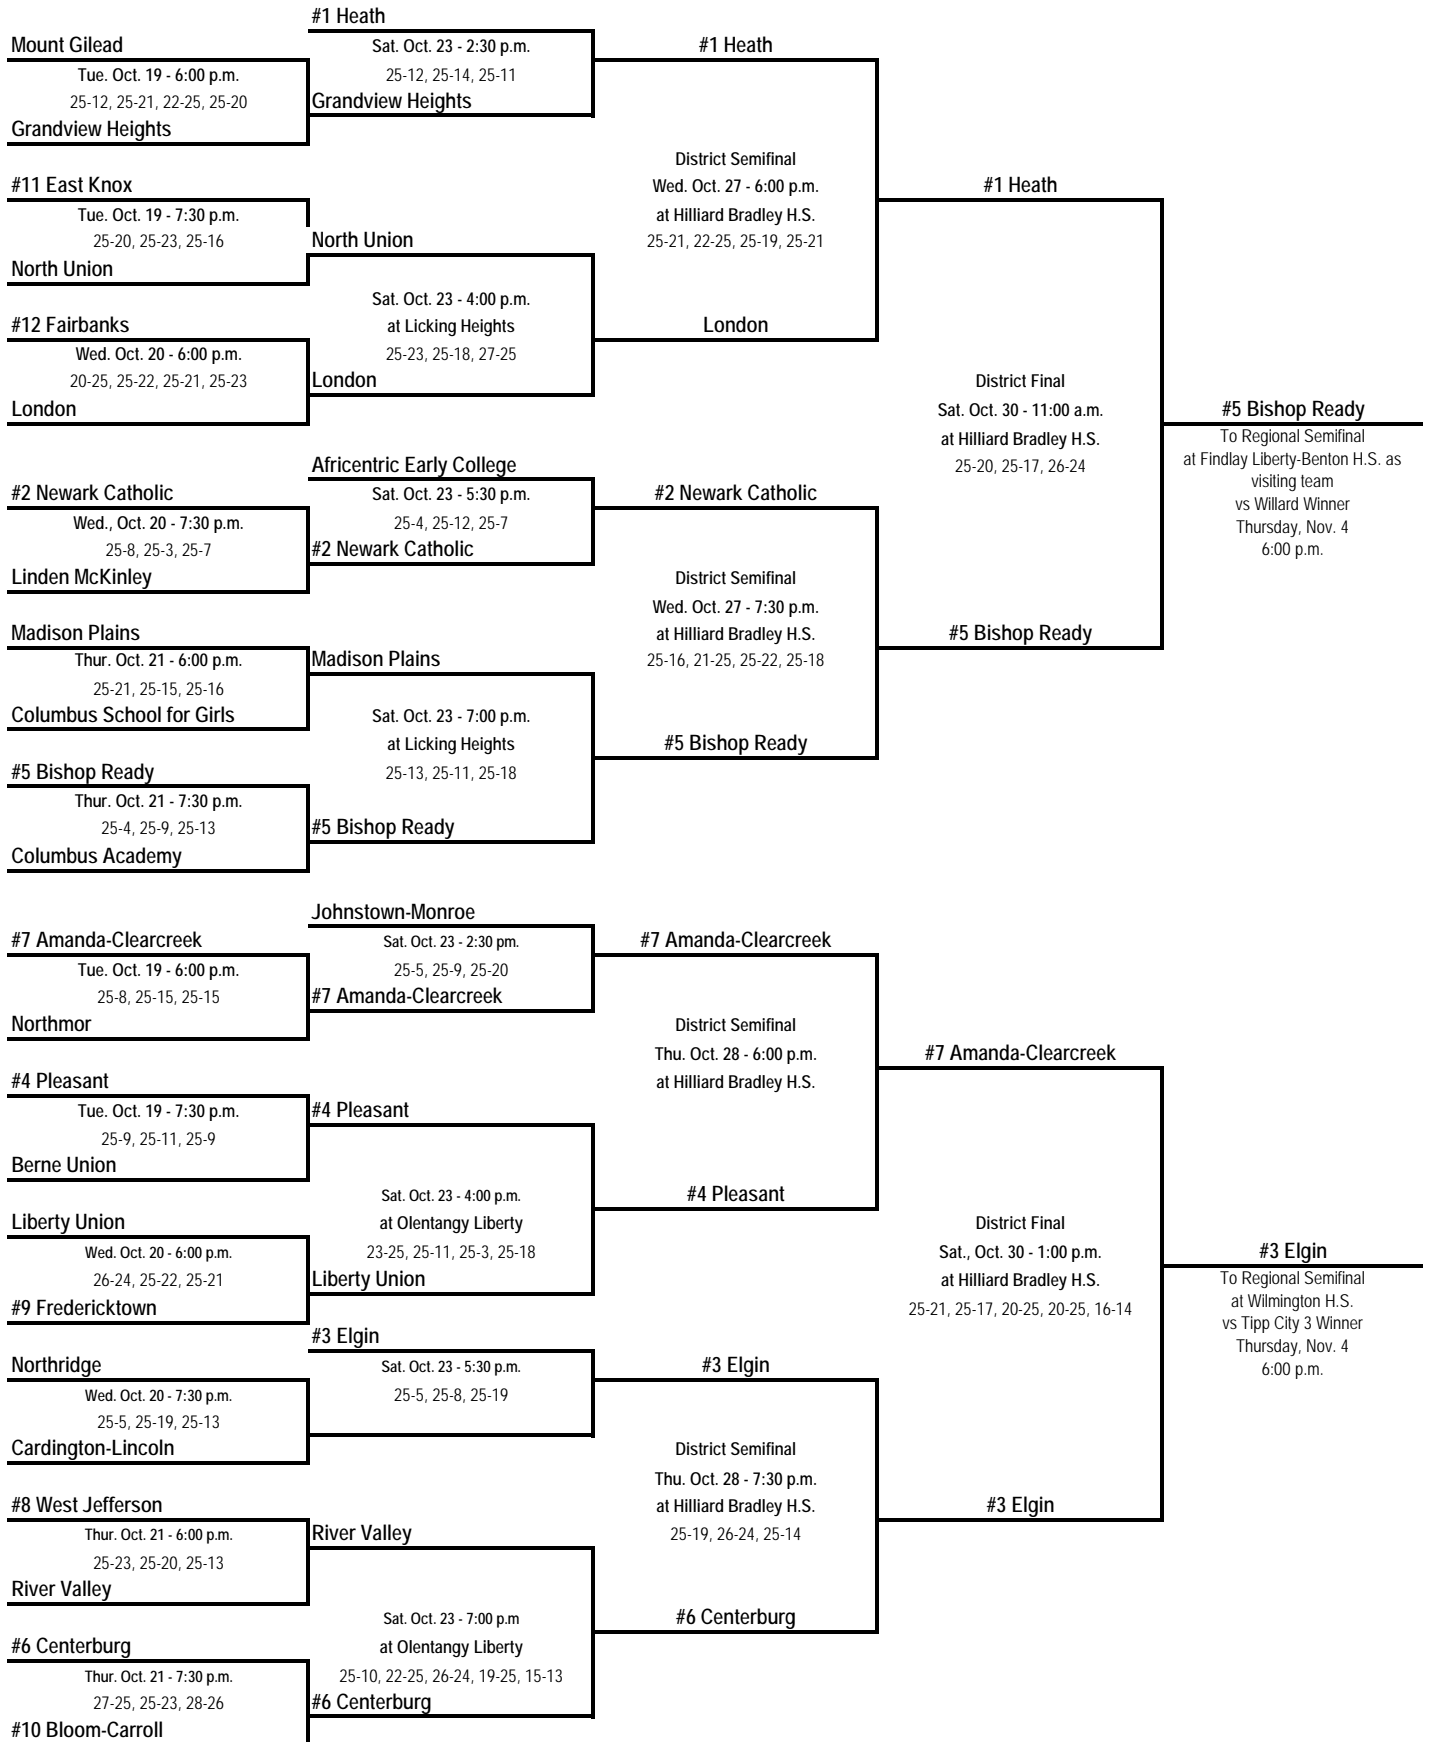 #1 Heath
Mount Gilead
Sat. Oct. 23 - 2:30 p.m.
#1 Heath
Tue. Oct. 19 - 6:00 p.m.
25-12, 25-14, 25-11
25-12, 25-21, 22-25, 25-20
Grandview Heights
Grandview Heights
District Semifinal
#11 East Knox
Wed. Oct. 27 - 6:00 p.m.
#1 Heath
Tue. Oct. 19 - 7:30 p.m.
at Hilliard Bradley H.S.
25-20, 25-23, 25-16
North Union
25-21, 22-25, 25-19, 25-21
North Union
Sat. Oct. 23 - 4:00 p.m.
#12 Fairbanks
at Licking Heights
London
Wed. Oct. 20 - 6:00 p.m.
25-23, 25-18, 27-25
20-25, 25-22, 25-21, 25-23
London
District Final
London
Sat. Oct. 30 - 11:00 a.m.
#5 Bishop Ready
at Hilliard Bradley H.S.
To Regional Semifinal
at Findlay Liberty-Benton H.S. as
visiting team
vs Willard Winner
Thursday, Nov. 4
6:00 p.m.
25-20, 25-17, 26-24
Africentric Early College
#2 Newark Catholic
Sat. Oct. 23 - 5:30 p.m.
#2 Newark Catholic
Wed., Oct. 20 - 7:30 p.m.
25-4, 25-12, 25-7
25-8, 25-3, 25-7
#2 Newark Catholic
Linden McKinley
District Semifinal
Wed. Oct. 27 - 7:30 p.m.
Madison Plains
at Hilliard Bradley H.S.
#5 Bishop Ready
Thur. Oct. 21 - 6:00 p.m.
Madison Plains
25-16, 21-25, 25-22, 25-18
25-21, 25-15, 25-16
Columbus School for Girls
Sat. Oct. 23 - 7:00 p.m.
at Licking Heights
#5 Bishop Ready
#5 Bishop Ready
25-13, 25-11, 25-18
Thur. Oct. 21 - 7:30 p.m.
25-4, 25-9, 25-13
#5 Bishop Ready
Columbus Academy
Johnstown-Monroe
#7 Amanda-Clearcreek
Sat. Oct. 23 - 2:30 pm.
#7 Amanda-Clearcreek
Tue. Oct. 19 - 6:00 p.m.
25-5, 25-9, 25-20
25-8, 25-15, 25-15
#7 Amanda-Clearcreek
Northmor
District Semifinal
Thu. Oct. 28 - 6:00 p.m.
#7 Amanda-Clearcreek
#4 Pleasant
at Hilliard Bradley H.S.
Tue. Oct. 19 - 7:30 p.m.
#4 Pleasant
25-9, 25-11, 25-9
Berne Union
Sat. Oct. 23 - 4:00 p.m.
#4 Pleasant
Liberty Union
at Olentangy Liberty
District Final
Wed. Oct. 20 - 6:00 p.m.
23-25, 25-11, 25-3, 25-18
Sat., Oct. 30 - 1:00 p.m.
#3 Elgin
26-24, 25-22, 25-21
Liberty Union
at Hilliard Bradley H.S.
To Regional Semifinal
at Wilmington H.S.
vs Tipp City 3 Winner
Thursday, Nov. 4
6:00 p.m.
#9 Fredericktown
25-21, 25-17, 20-25, 20-25, 16-14
#3 Elgin
Northridge
Sat. Oct. 23 - 5:30 p.m.
#3 Elgin
Wed. Oct. 20 - 7:30 p.m.
25-5, 25-8, 25-19
25-5, 25-19, 25-13
Cardington-Lincoln
District Semifinal
Thu. Oct. 28 - 7:30 p.m.
#8 West Jefferson
at Hilliard Bradley H.S.
#3 Elgin
Thur. Oct. 21 - 6:00 p.m.
River Valley
25-19, 26-24, 25-14
25-23, 25-20, 25-13
River Valley
Sat. Oct. 23 - 7:00 p.m
#6 Centerburg
#6 Centerburg
at Olentangy Liberty
Thur. Oct. 21 - 7:30 p.m.
25-10, 22-25, 26-24, 19-25, 15-13
27-25, 25-23, 28-26
#6 Centerburg
#10 Bloom-Carroll